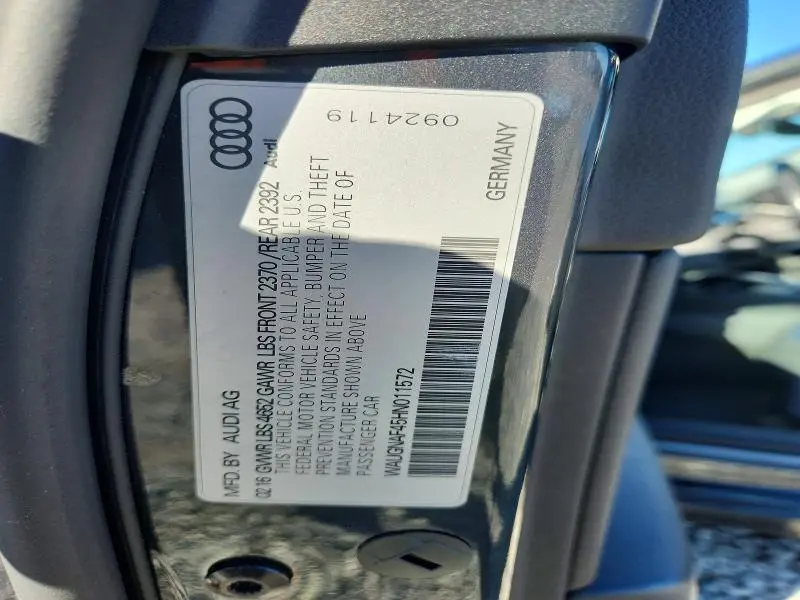 MFD. BY AUDI AG
02.16 GVWR LBS 4652 GAWR LBS FRONT 2370/REAR 2392 Audi
THIS VEHICLE CONFORMS TO ALL APPLICABLE U.S.
FEDERAL MOTOR VEHICLE SAFETY, BUMPER AND THEFT
PREVENTION STANDARDS IN EFFECT ON THE DATE OF
MANUFACTURE SHOWN ABOVE
PASSENGER CAR
WAUGNAF45HN011572
GERMANY
0924119